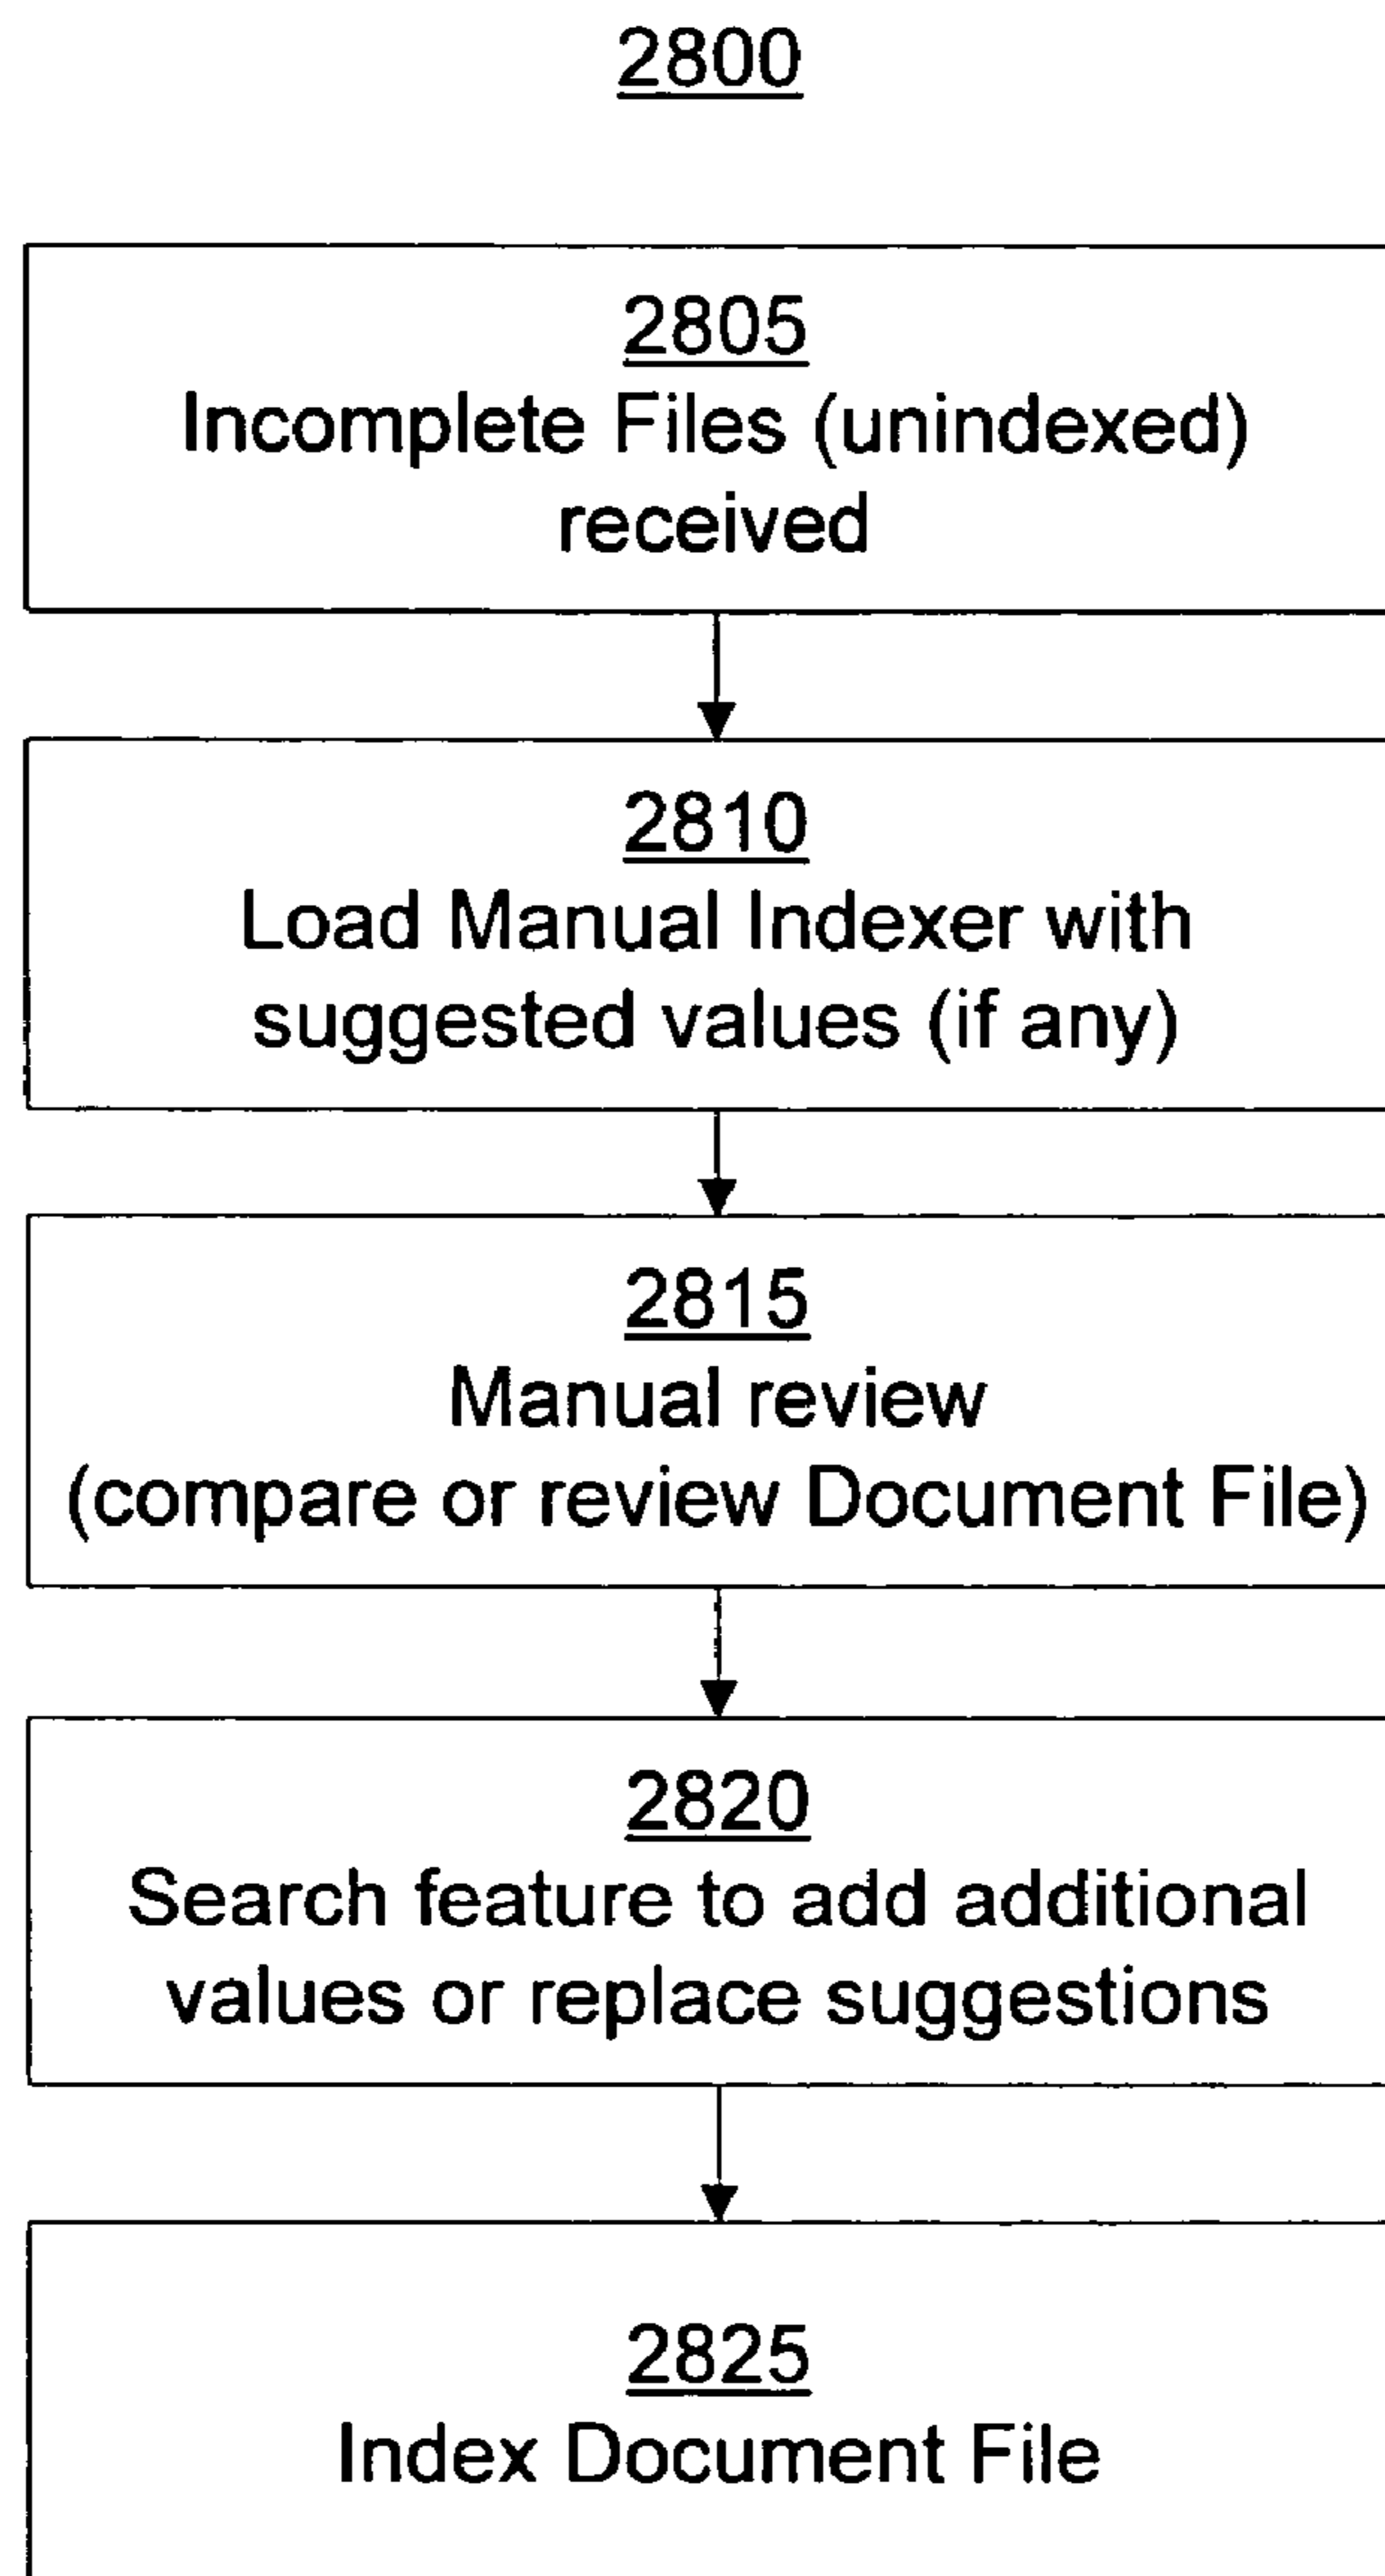 2800
2805
Incomplete Files (unindexed)
received
2810
Load Manual Indexer with
suggested values (if any)
2815
Manual review
(compare or review Document File)
2820
Search feature to add additional
values or replace suggestions
2825
Index Document File